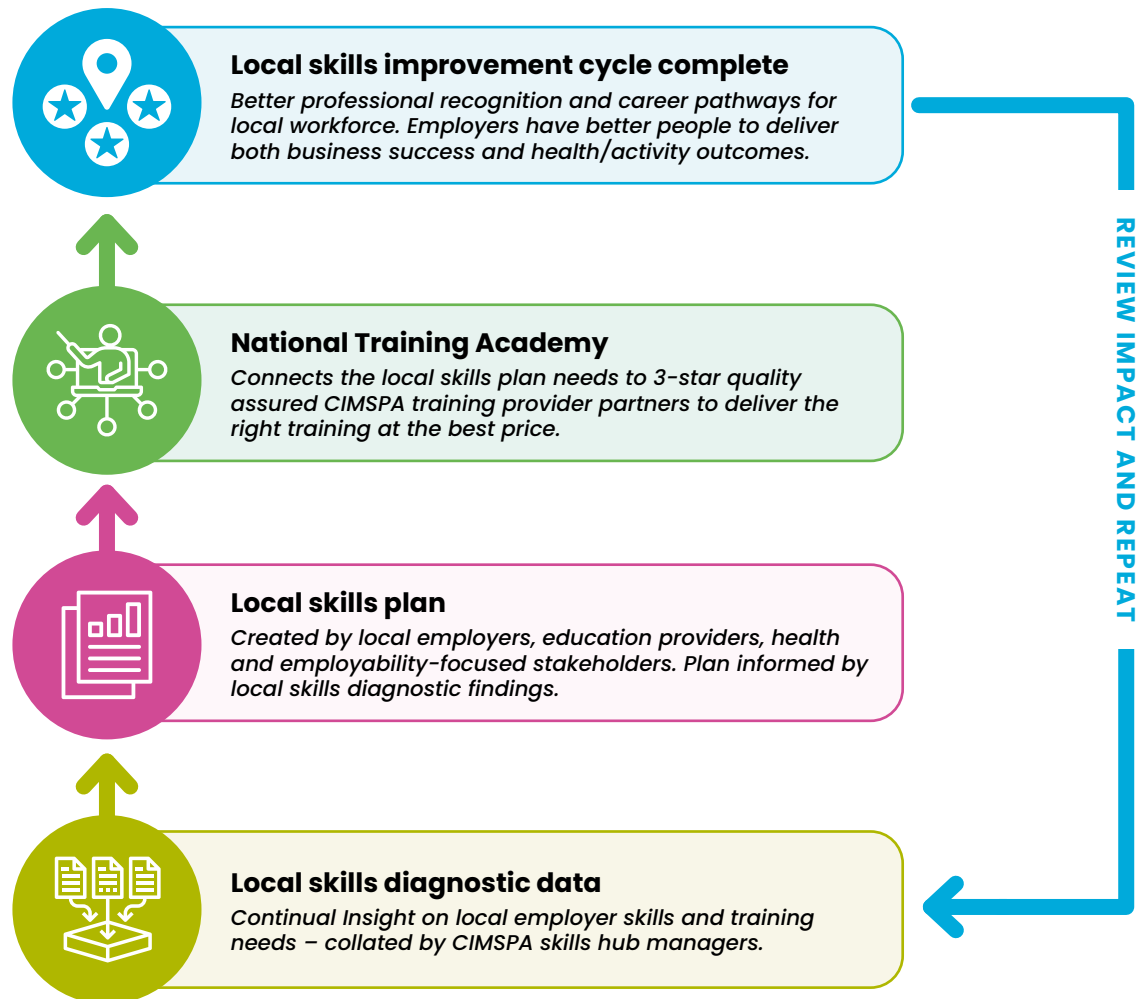 Local skills improvement cycle complete
Better professional recognition and career pathways for
local workforce. Employers have better people to deliver
both business success and health/activity outcomes.
National Training Academy
Connects the local skills plan needs to 3-star quality
assured CIMSPA training provider partners to deliver the
right training at the best price.
Local skills plan
Created by local employers, education providers, health
and employability-focused stakeholders. Plan informed by
local skills diagnostic findings.
Local skills diagnostic data
Continual Insight on local employer skills and training
needs – collated by CIMSPA skills hub managers.
REVIEW IMPACT AND REPEAT